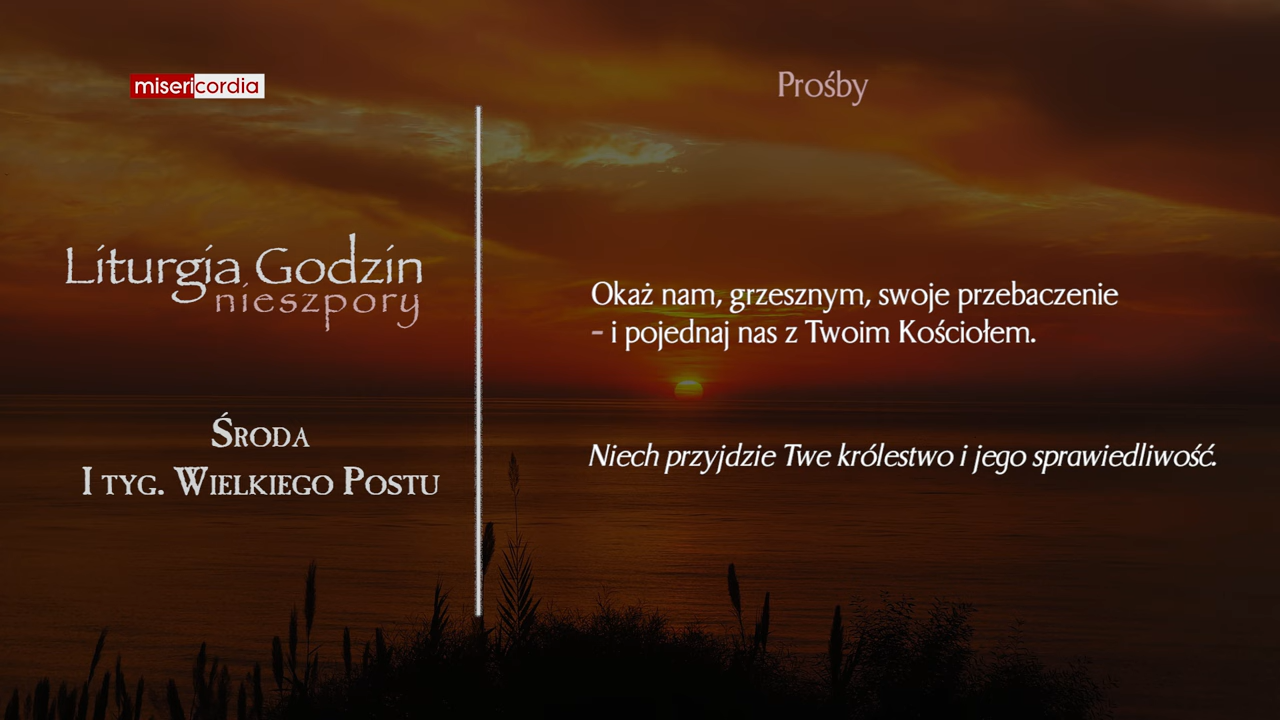 misericordia
Prośby
Liturgia Godzin
nieszpory
Środa
I tyg. Wielkiego Postu
Okaż nam, grzesznym, swoje przebaczenie
– i pojednaj nas z Twoim Kościołem.
Niech przyjdzie Twe królestwo i jego sprawiedliwość.